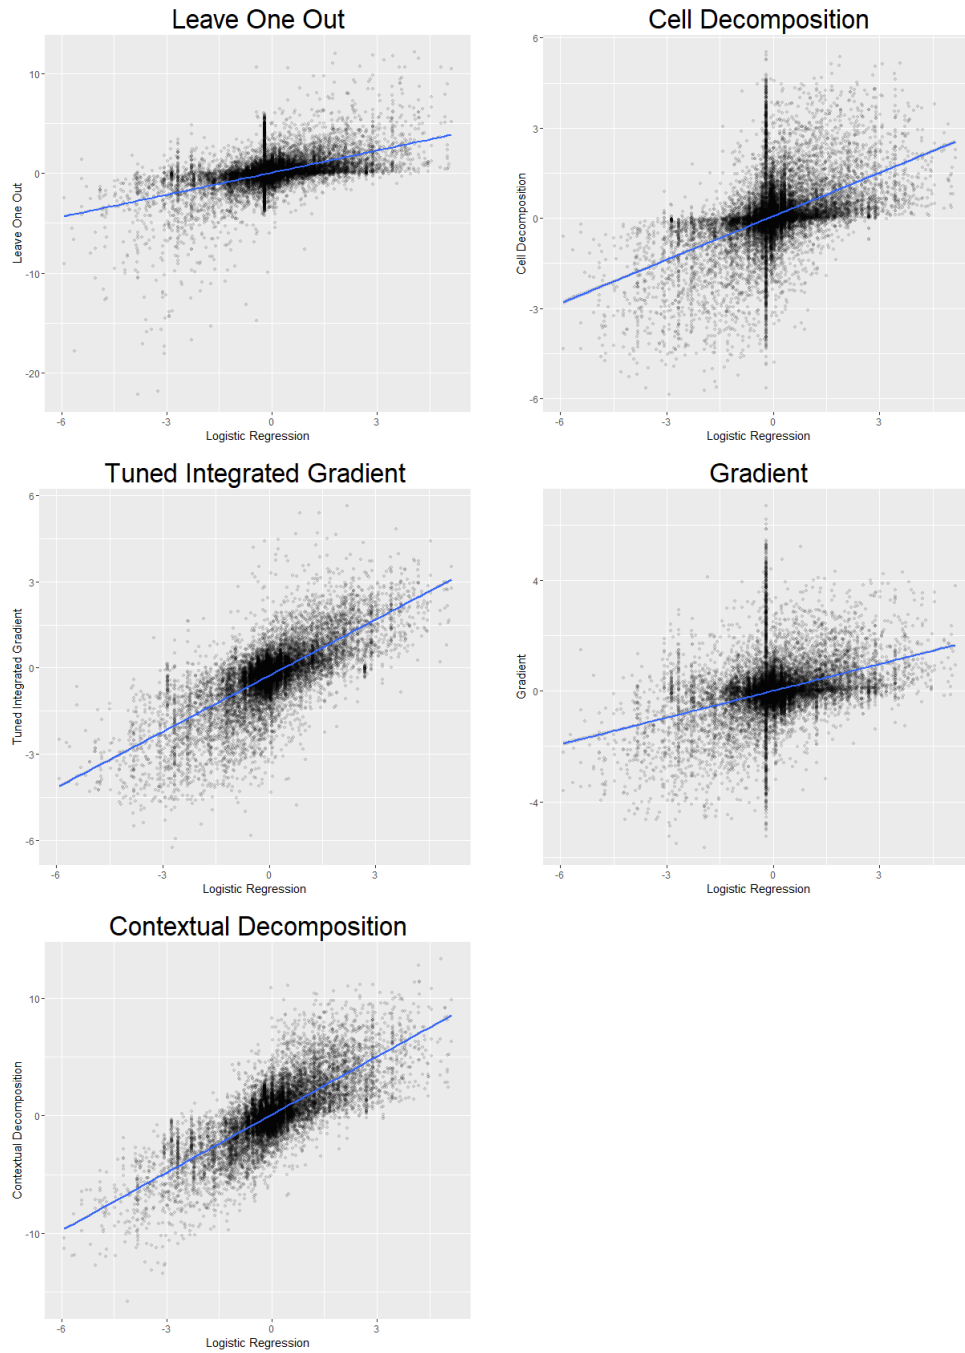 Leave One Out
Cell Decomposition
10
0
-10
-20
Leave One Out
-6
-3
0
3
Logistic Regression
6
3
0
-3
-6
Cell Decomposition
-6
-3
0
3
Logistic Regression
Tuned Integrated Gradient
Gradient
6
3
0
-3
-6
Tuned Integrated Gradient
-6
-3
0
3
Logistic Regression
4
2
0
-2
-4
Gradient
-6
-3
0
3
Logistic Regression
Contextual Decomposition
10
0
-10
Contextual Decomposition
-6
-3
0
3
Logistic Regression